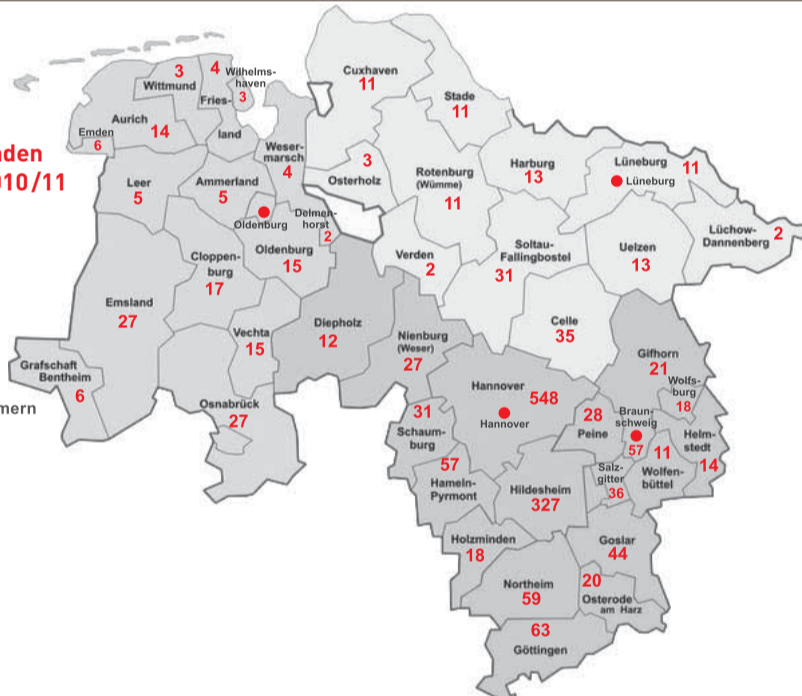 3
Wittmund
4
Fries-
land
Wilhelms-
haven
3
Aurich
14
Emden
6
Cuxhaven
11
Stade
11
aden
010/11
Weser-
marsch
4
3
Osterholz
Rotenburg
(Wümme)
11
Harburg
13
Lüneburg
11
Lüneburg
Leer
5
Ammerland
5
Oldenburg
Delmen-
horst
2
Oldenburg
15
Cloppen-
burg
17
Verden
2
Soltau-
Fallingbostel
31
Uelzen
13
Lüchow-
Dannenberg
2
Emsland
27
Vechta
15
Diepholz
12
Nienburg
(Weser)
27
Celle
35
Gifhorn
21
Wolfs-
burg
18
Grafschaft
Bentheim
6
mern
Osnabrück
27
Hannover
548
Hannover
31
Schaum-
burg
28
Peine
Braun-
schweig
57
11
Wolfen-
büttel
Helm-
stedt
14
57
Hameln-
Pyrmont
Hildesheim
327
Salz-
gitter
36
Holzminden
18
Goslar
44
Northeim
59
20
Osterode
am Harz
63
Göttingen